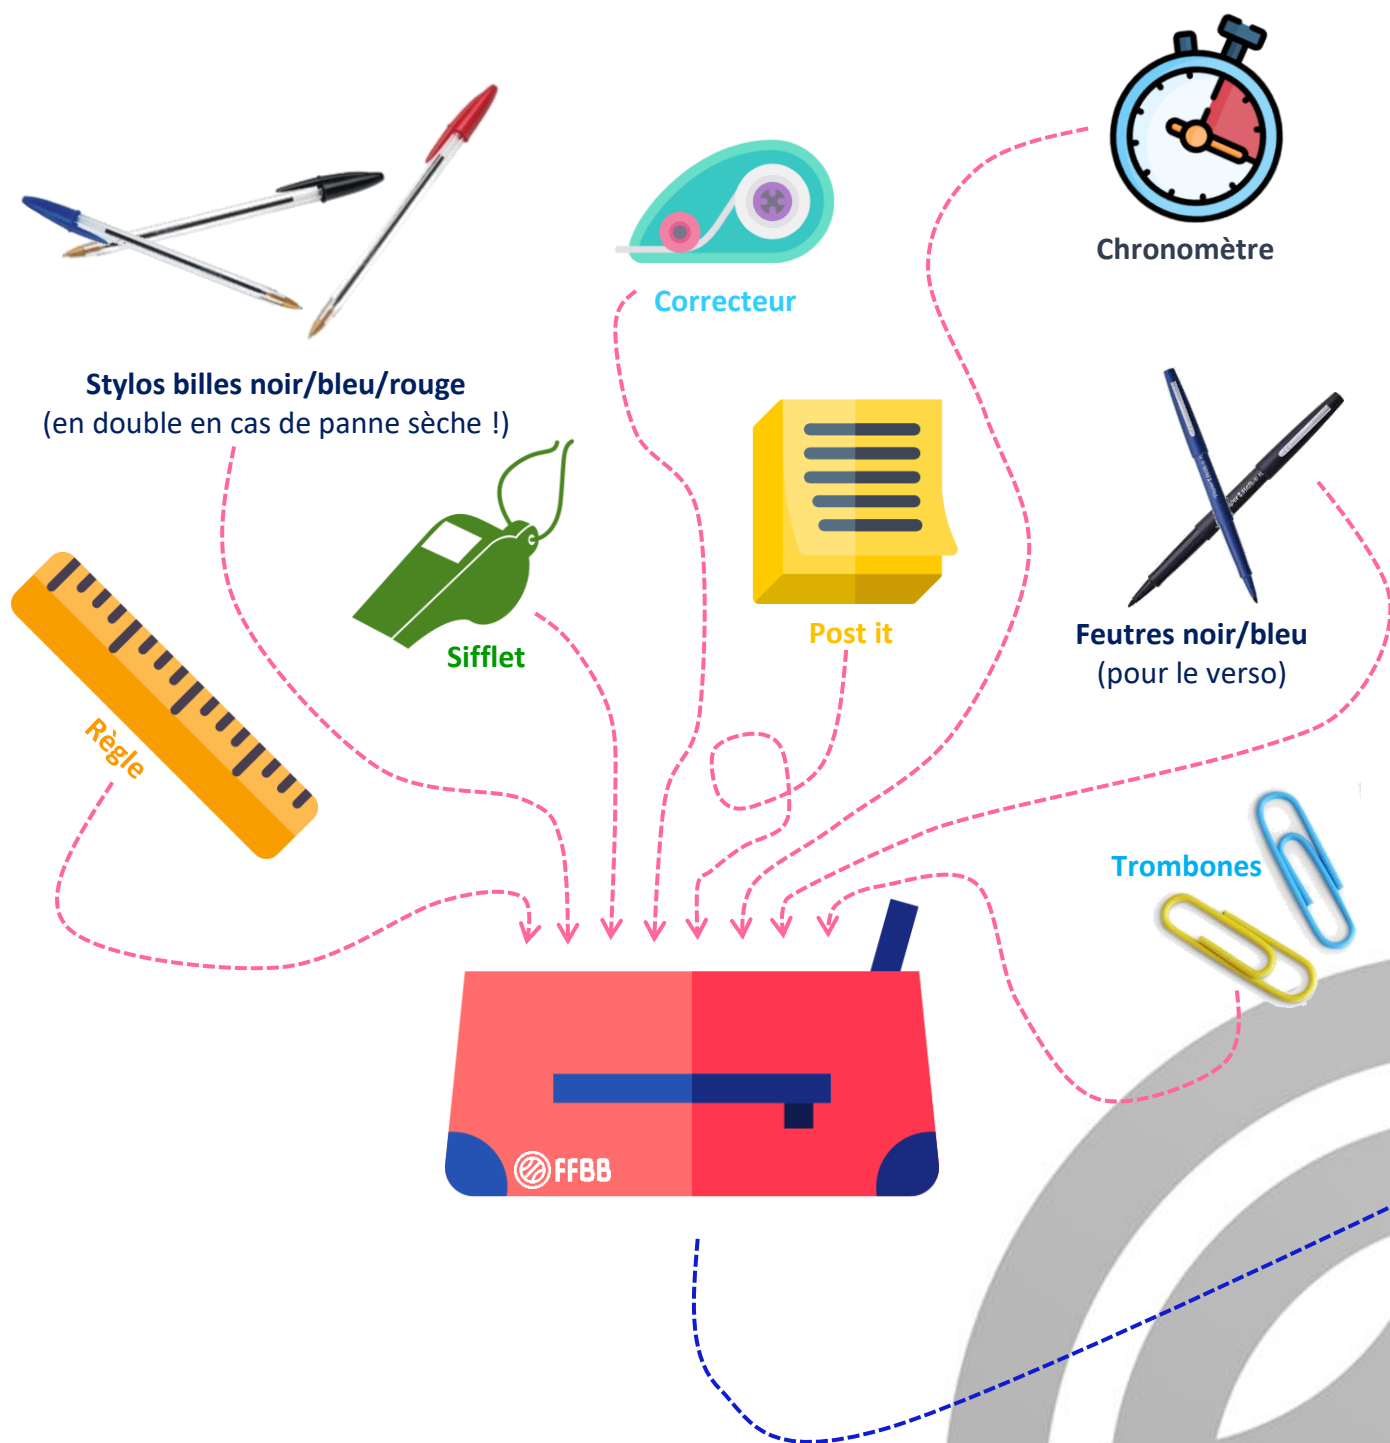 Chronomètre
Correcteur
Stylos billes noir/bleu/rouge
(en double en cas de panne sèche !)
Sifflet
Post it
Feutres noir/bleu
(pour le verso)
Règle
Trombones
FFBB